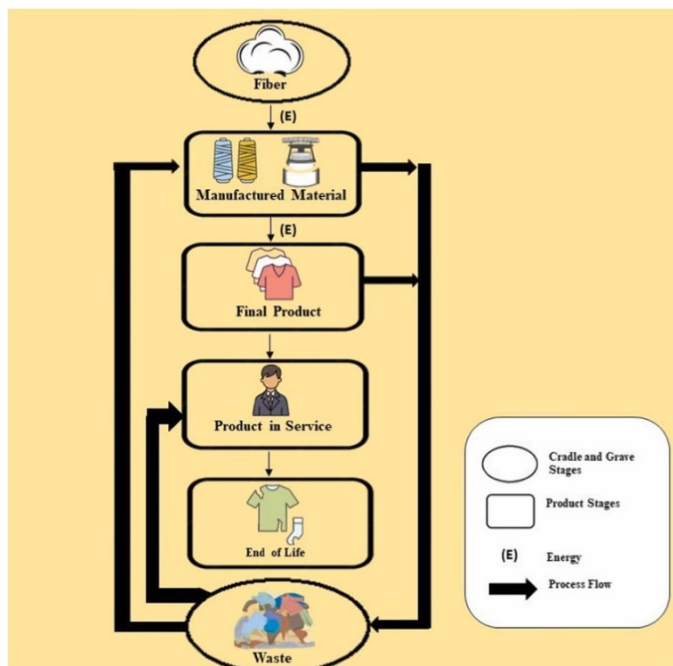 Fiber
(E)
Manufactured Material
(E)
Final Product
Product in Service
End of Life
Waste
Cradle and Grave
Stages
Product Stages
(E) Energy
Process Flow